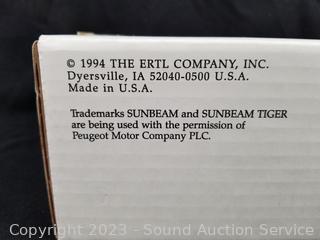 © 1994 THE ERTL COMPANY, INC.
Dyersville, IA 52040-0500 U.S.A.
Made in U.S.A.
Trademarks SUNBEAM and SUNBEAM TIGER
are being used with the permission of
Peugeot Motor Company PLC.
Copyright 2023 - Sound Auction Service